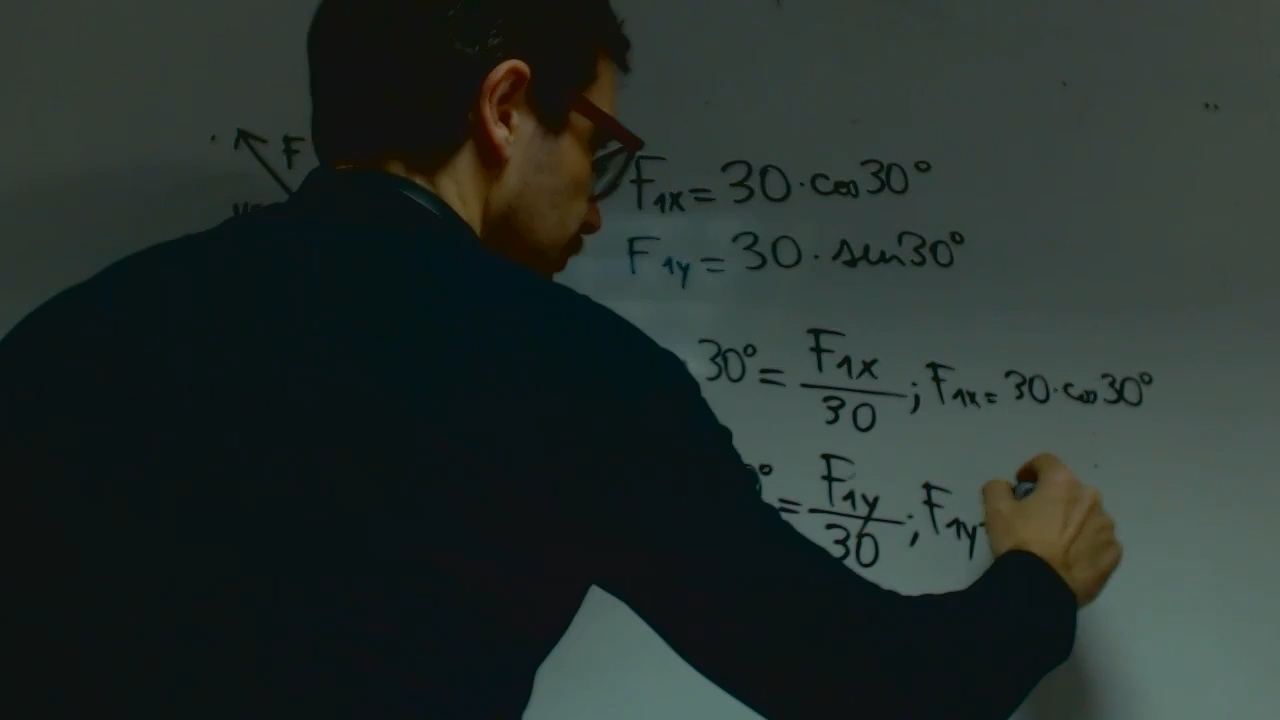 F
F₁ₓ = 30 · cos 30°
F₁y = 30 · sen 30°
30° = F₁ₓ / 30 ; F₁ₓ = 30 · cos 30°
° = F₁y / 30 ; F₁y